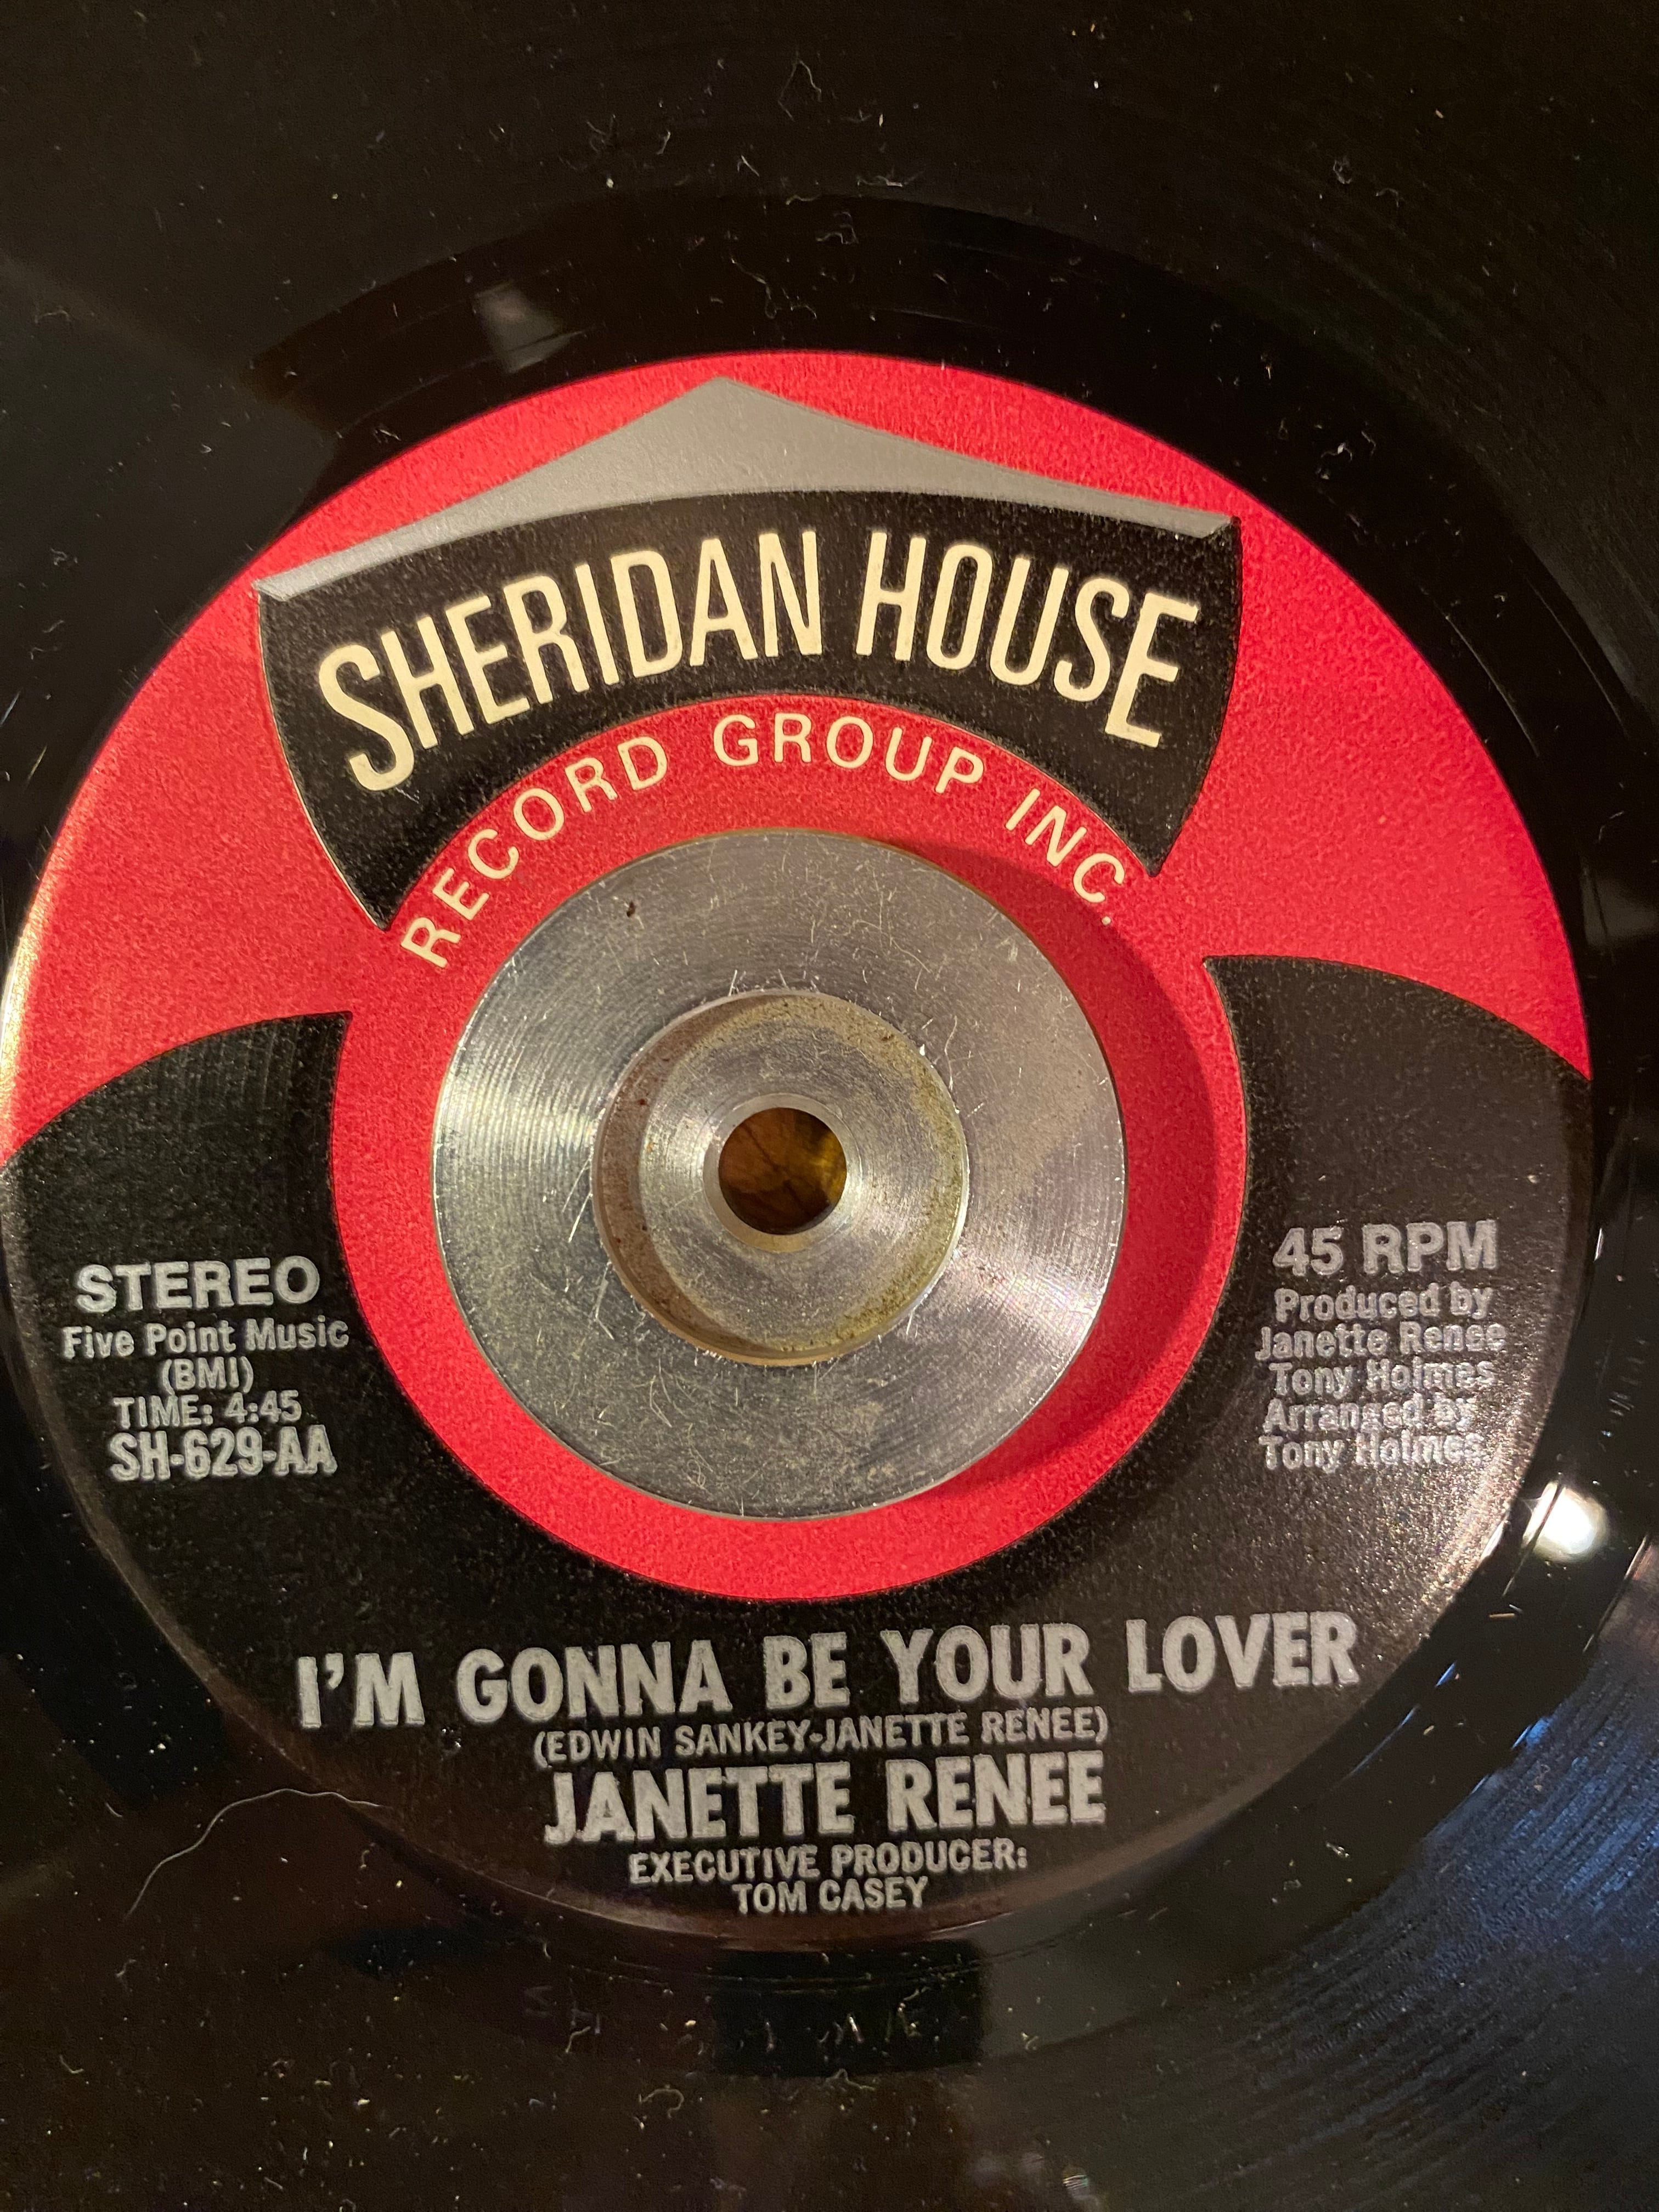 SHERIDAN HOUSE
RECORD GROUP INC.
STEREO
Five Point Music
(BMI)
TIME: 4:45
SH-629-AA
45 RPM
Produced by
Janette Renee
Tony Holmes
Arranged by
Tony Holmes
I'M GONNA BE YOUR LOVER
(EDWIN SANKEY-JANETTE RENEE)
JANETTE RENEE
EXECUTIVE PRODUCER:
TOM CASEY